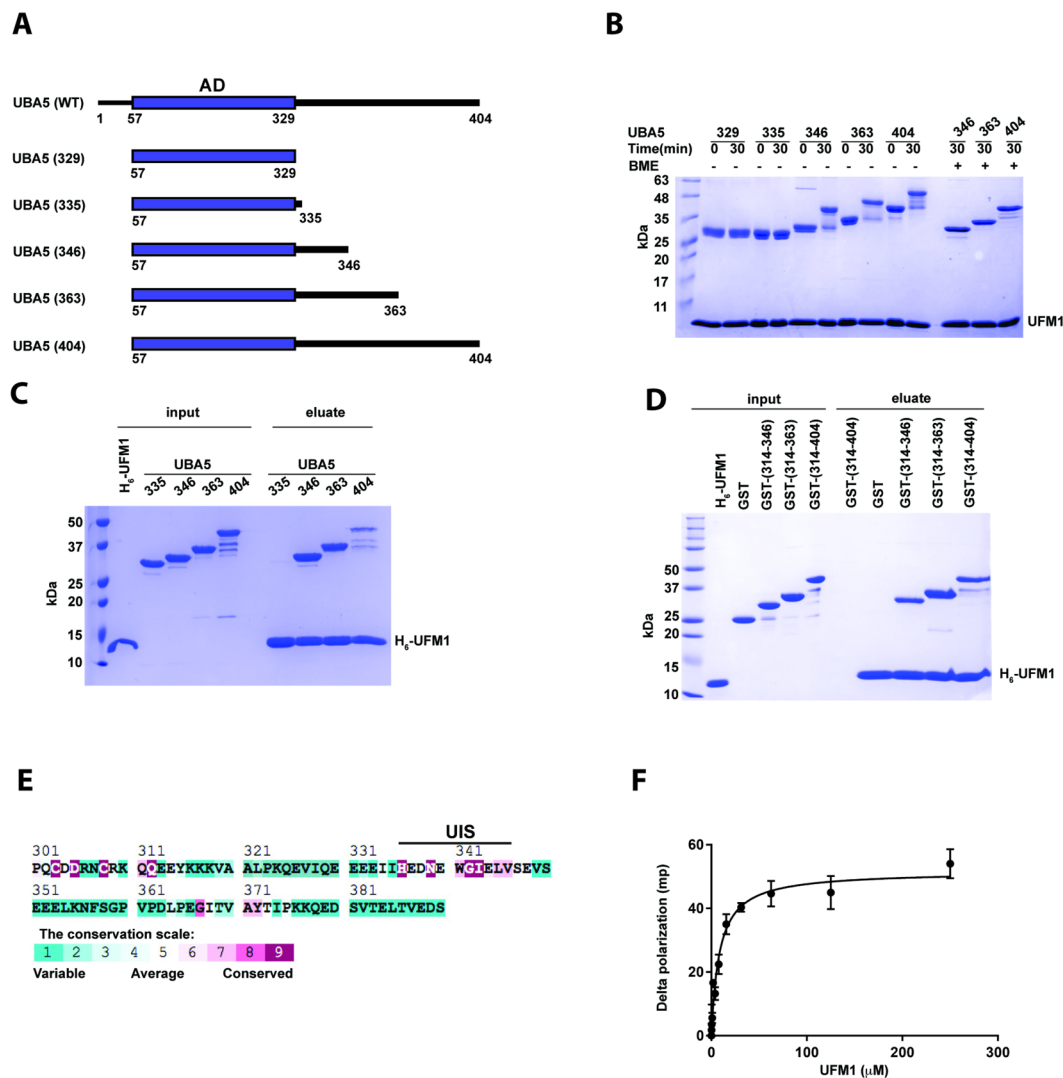 A
AD
UBA5 (WT)
1 57 329 404
UBA5 (329)
57 329
UBA5 (335)
57 335
UBA5 (346)
57 346
UBA5 (363)
57 363
UBA5 (404)
57 404
B
UBA5 329 335 346 363 404 346 363 404
Time(min) 0 30 0 30 0 30 0 30 0 30 30 30 30
BME - - - - - - - - - - + + +
63
48
35
25
20
17
11
kDa
UFM1
C
input eluate
H6-UFM1 UBA5 UBA5
335 346 363 404 335 346 363 404
50
37
25
20
15
10
kDa
H6-UFM1
D
input eluate
H6-UFM1 GST GST-(314-346) GST-(314-363) GST-(314-404) GST-(314-404) GST GST-(314-346) GST-(314-363) GST-(314-404)
50
37
25
20
15
10
kDa
H6-UFM1
E
UIS
301 311 321 331 341
PQCDDRNCRK QQEEYKKKVA ALPKQEVIQE EEEIIHEDNE WGIELVSEVS
351 361 371 381
EEELKNFSGP VPDLPEGITV AYTIPKKQED SVTELTVEDS
The conservation scale:
1 2 3 4 5 6 7 8 9
Variable Average Conserved
F
Delta polarization (mp)
60
40
20
0
0 100 200 300
UFM1 (μM)